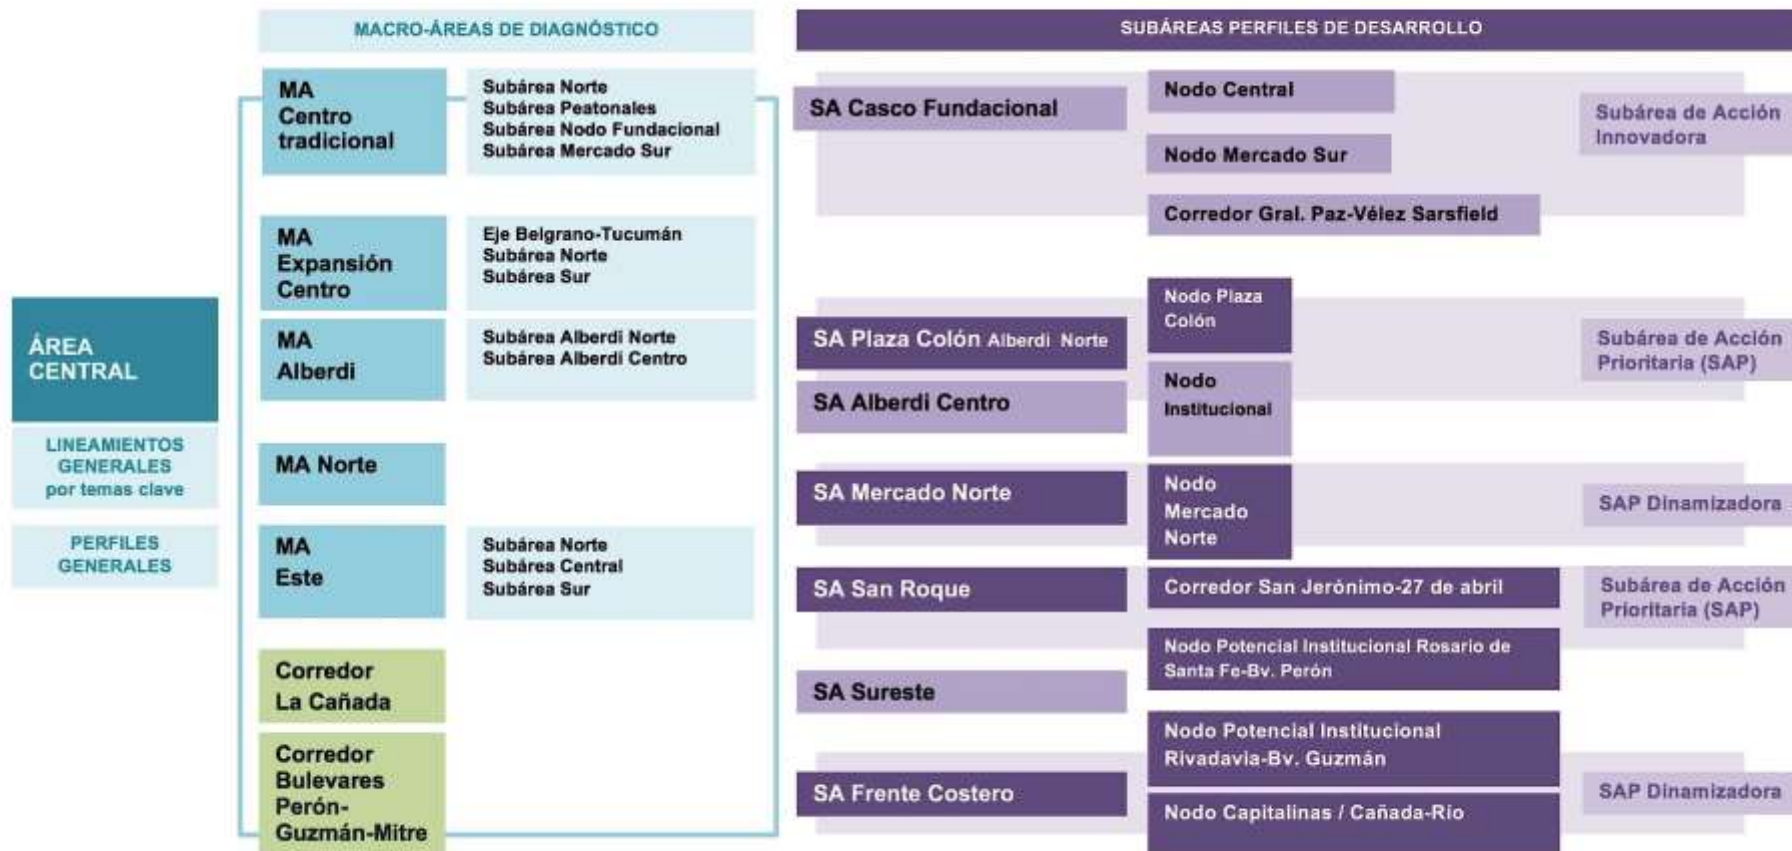 MACRO-ÁREAS DE DIAGNÓSTICO
SUBÁREAS PERFILES DE DESARROLLO
ÁREA
CENTRAL
LINEAMIENTOS
GENERALES
por temas clave
PERFILES
GENERALES
MA
Centro
tradicional
Subárea Norte
Subárea Peatonales
Subárea Nodo Fundacional
Subárea Mercado Sur
MA
Expansión
Centro
Eje Belgrano-Tucumán
Subárea Norte
Subárea Sur
MA
Alberdi
Subárea Alberdi Norte
Subárea Alberdi Centro
MA Norte
MA
Este
Subárea Norte
Subárea Central
Subárea Sur
Corredor
La Cañada
Corredor
Bulevares
Perón-
Guzmán-Mitre
SA Casco Fundacional
Nodo Central
Nodo Mercado Sur
Corredor Gral. Paz-Vélez Sarsfield
Subárea de Acción
Innovadora
SA Plaza Colón Alberdi Norte
SA Alberdi Centro
Nodo Plaza
Colón
Nodo
Institucional
Subárea de Acción
Prioritaria (SAP)
SA Mercado Norte
Nodo
Mercado
Norte
SAP Dinamizadora
SA San Roque
Corredor San Jerónimo-27 de abril
Subárea de Acción
Prioritaria (SAP)
Nodo Potencial Institucional Rosario de
Santa Fe-Bv. Perón
SA Sureste
Nodo Potencial Institucional
Rivadavia-Bv. Guzmán
SA Frente Costero
Nodo Capitalinas / Cañada-Rio
SAP Dinamizadora